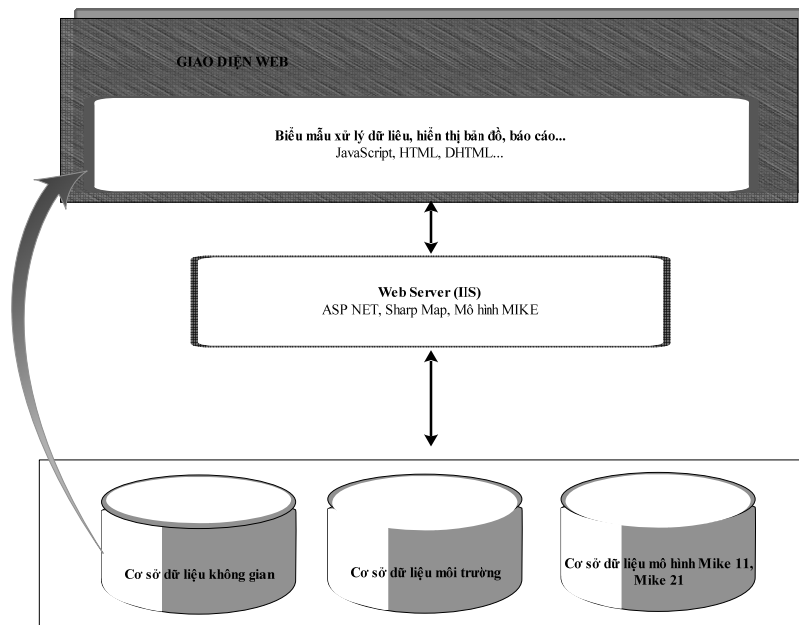 GIAO DIỆN WEB
Biểu mẫu xử lý dữ liêu, hiển thị bản đồ, báo cáo...
JavaScript, HTML, DHTML...
Web Server (IIS)
ASP NET, Sharp Map, Mô hình MIKE
Cơ sở dữ liệu không gian
Cơ sở dữ liệu môi trường
Cơ sở dữ liệu mô hình Mike 11,
Mike 21